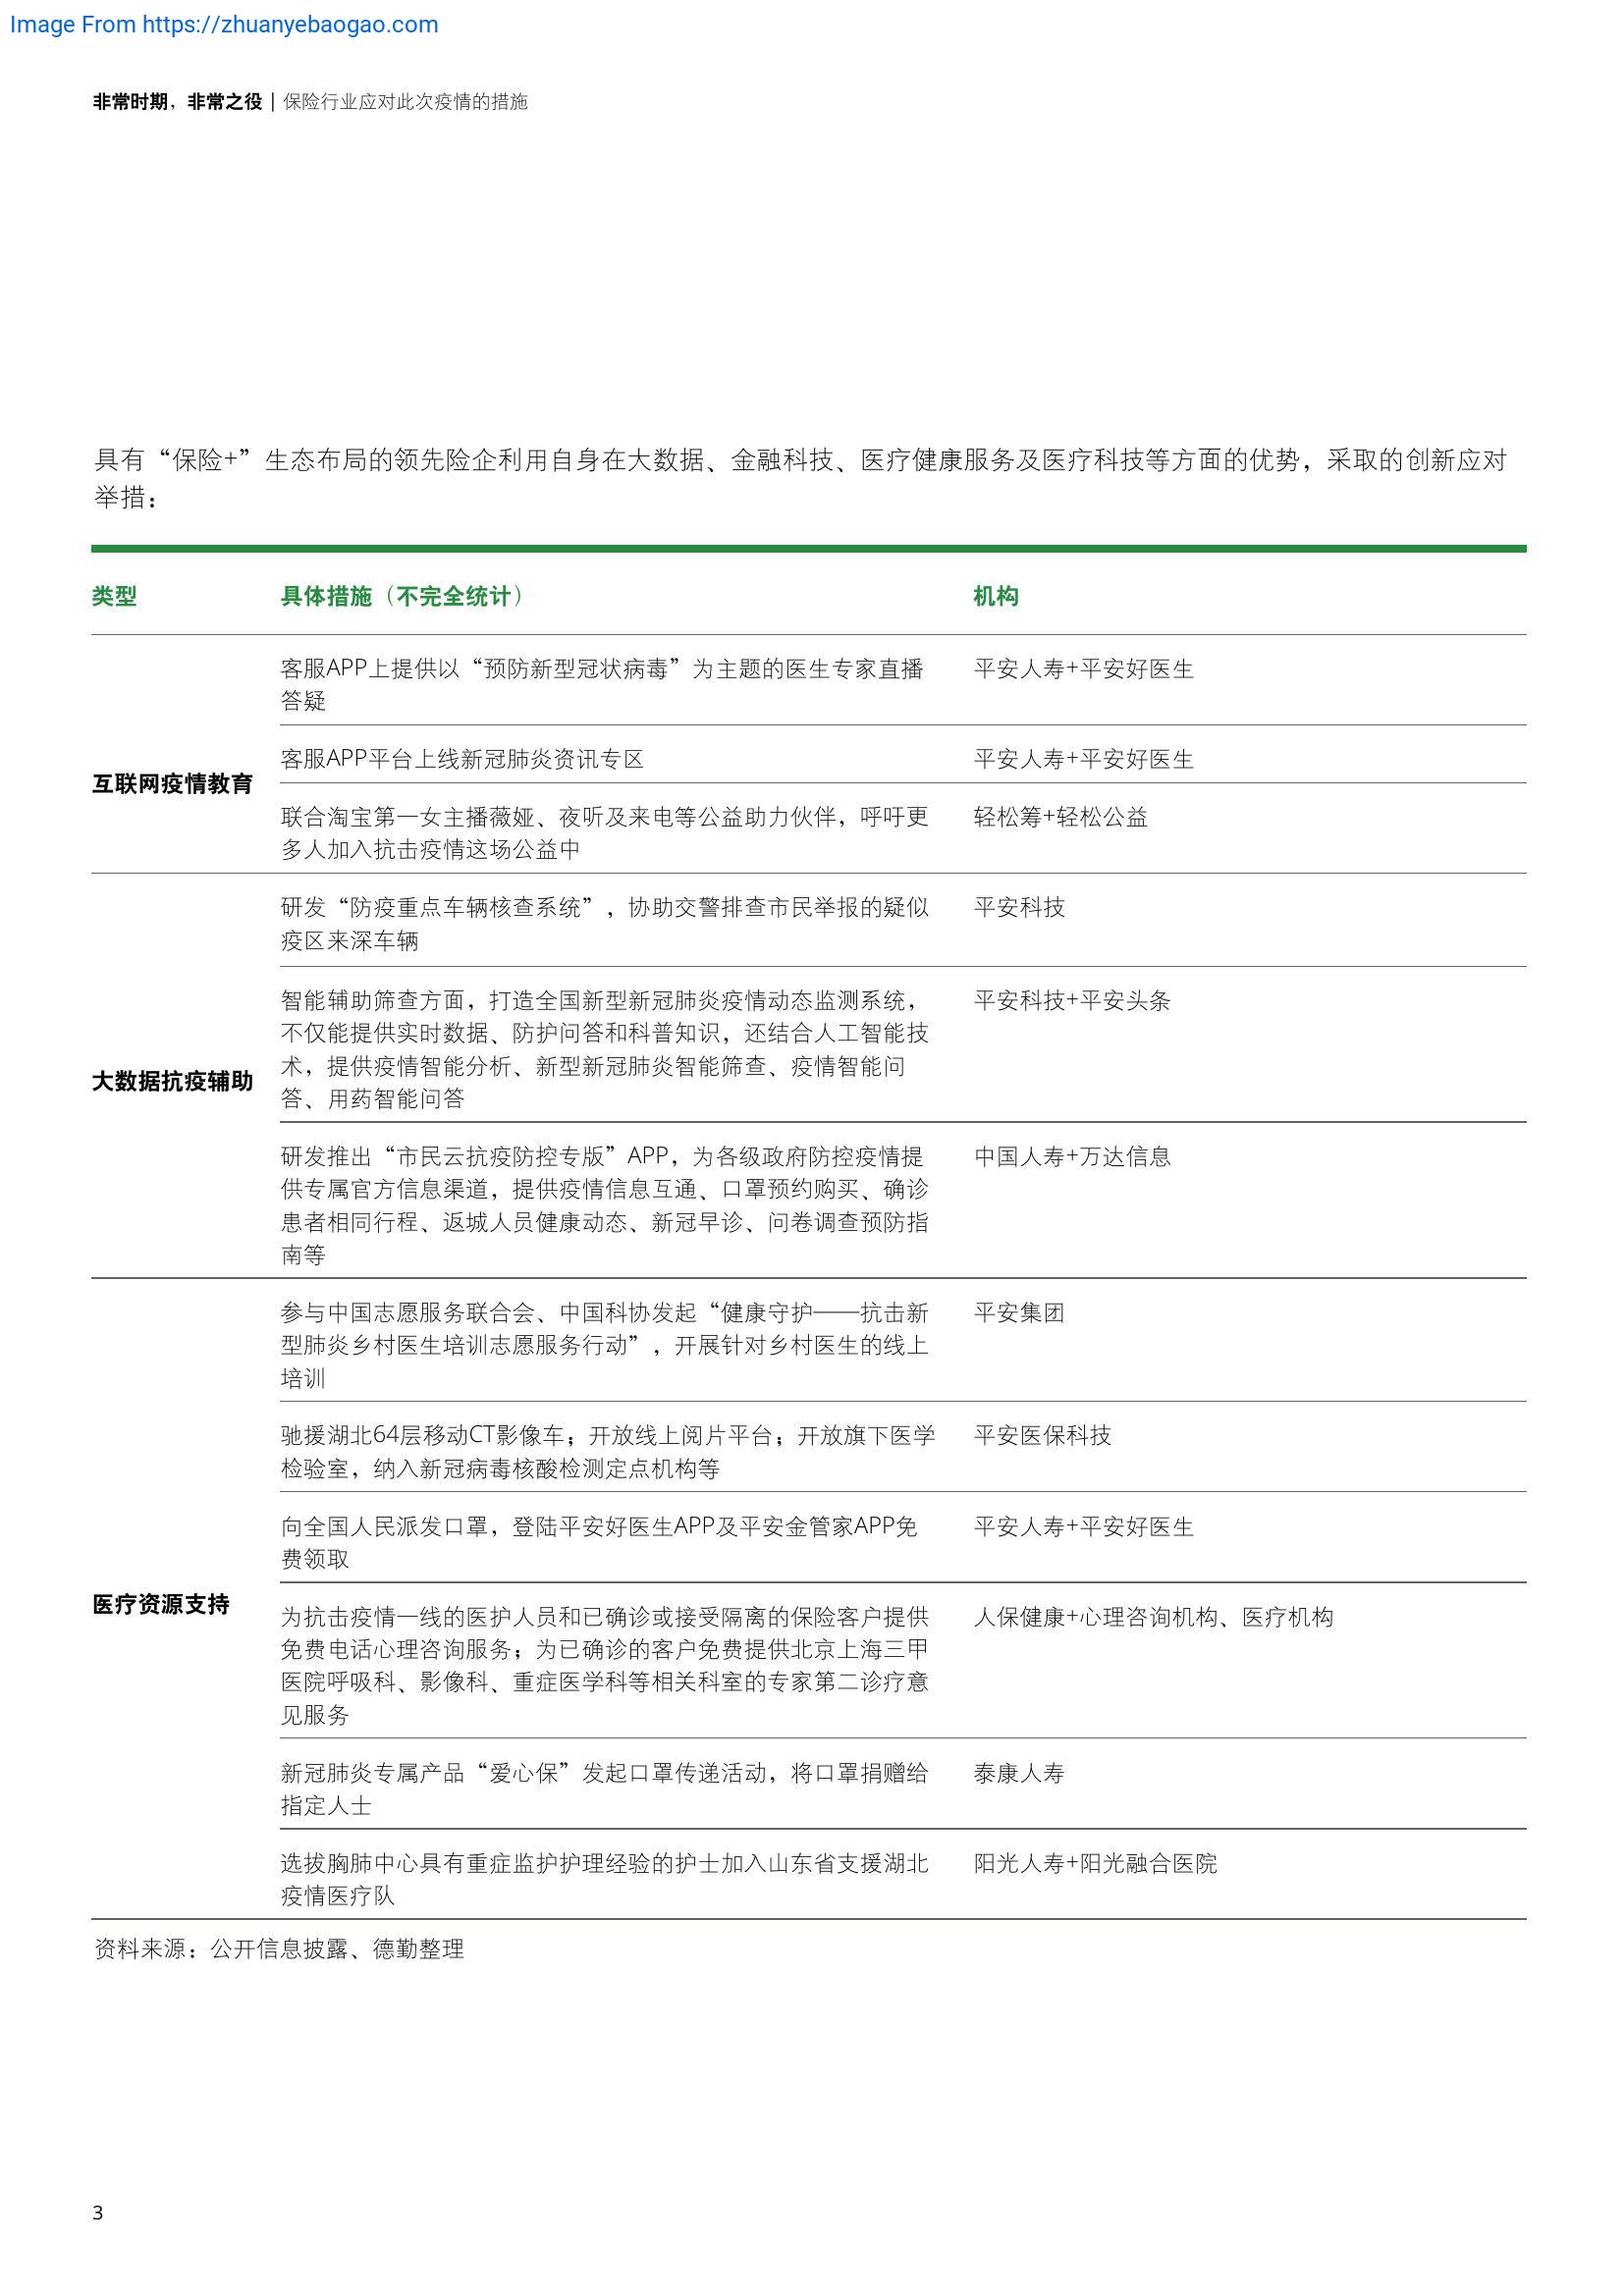 Image From https://zhuanyebaogao.com
非常时期，非常之役 | 保险行业应对此次疫情的措施
具有“保险+”生态布局的领先险企利用自身在大数据、金融科技、医疗健康服务及医疗科技等方面的优势，采取的创新应对
举措：
类型 具体措施（不完全统计） 机构
互联网疫情教育
客服APP上提供以“预防新型冠状病毒”为主题的医生专家直播 平安人寿+平安好医生
答疑
客服APP平台上线新冠肺炎资讯专区 平安人寿+平安好医生
联合淘宝第一女主播薇娅、夜听及来电等公益助力伙伴，呼吁更 轻松筹+轻松公益
多人加入抗击疫情这场公益中
大数据抗疫辅助
研发“防疫重点车辆核查系统”，协助交警排查市民举报的疑似 平安科技
疫区来深车辆
智能辅助筛查方面，打造全国新型新冠肺炎疫情动态监测系统， 平安科技+平安头条
不仅能提供实时数据、防护问答和科普知识，还结合人工智能技
术，提供疫情智能分析、新型新冠肺炎智能筛查、疫情智能问
答、用药智能问答
研发推出“市民云抗疫防控专版”APP，为各级政府防控疫情提 中国人寿+万达信息
供专属官方信息渠道，提供疫情信息互通、口罩预约购买、确诊
患者相同行程、返城人员健康动态、新冠早诊、问卷调查预防指
南等
医疗资源支持
参与中国志愿服务联合会、中国科协发起“健康守护——抗击新 平安集团
型肺炎乡村医生培训志愿服务行动”，开展针对乡村医生的线上
培训
驰援湖北64层移动CT影像车；开放线上阅片平台；开放旗下医学 平安医保科技
检验室，纳入新冠病毒核酸检测定点机构等
向全国人民派发口罩，登陆平安好医生APP及平安金管家APP免 平安人寿+平安好医生
费领取
为抗击疫情一线的医护人员和已确诊或接受隔离的保险客户提供 人保健康+心理咨询机构、医疗机构
免费电话心理咨询服务；为已确诊的客户免费提供北京上海三甲
医院呼吸科、影像科、重症医学科等相关科室的专家第二诊疗意
见服务
新冠肺炎专属产品“爱心保”发起口罩传递活动，将口罩捐赠给 泰康人寿
指定人士
选拔胸肺中心具有重症监护护理经验的护士加入山东省支援湖北 阳光人寿+阳光融合医院
疫情医疗队
资料来源：公开信息披露、德勤整理
3